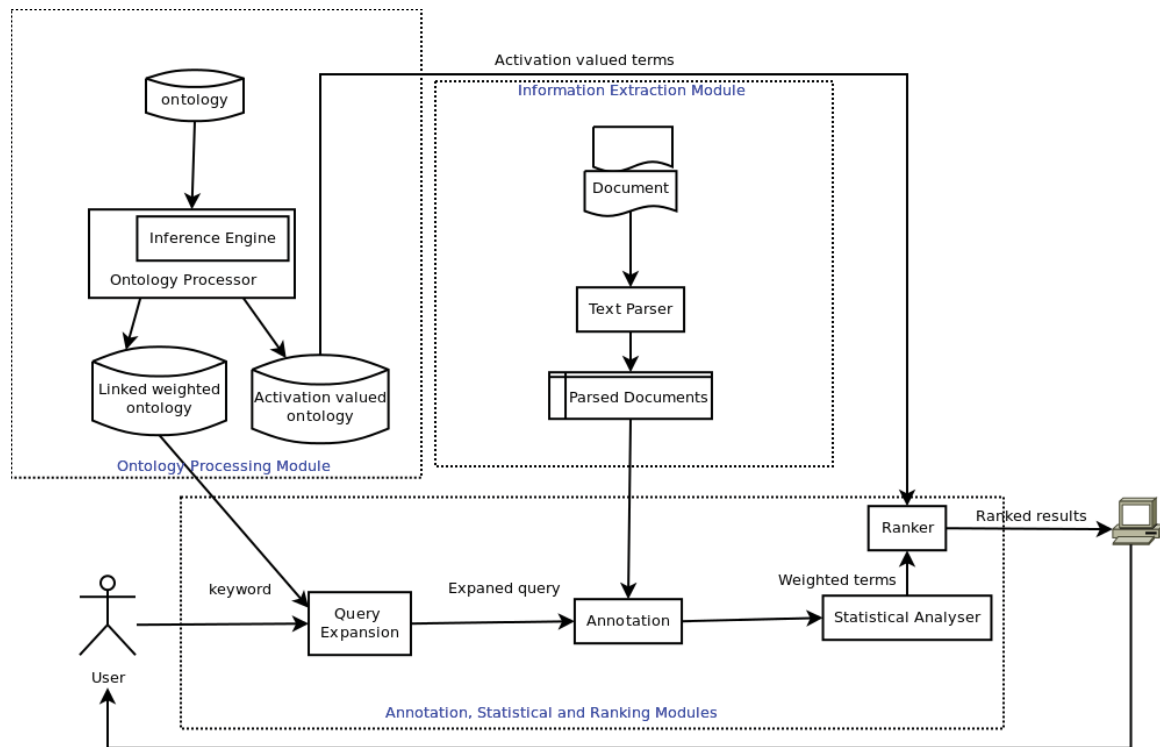 Activation valued terms
Information Extraction Module
ontology
Document
Inference Engine
Ontology Processor
Text Parser
Linked weighted
ontology
Activation valued
ontology
Parsed Documents
Ontology Processing Module
Ranker
Ranked results
keyword
Expaned query
Weighted terms
Query
Expansion
Annotation
Statistical Analyser
User
Annotation, Statistical and Ranking Modules